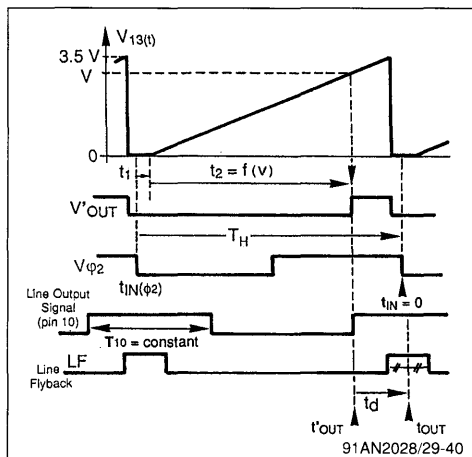 V13(t)
3.5 V
V
0
t1
t2 = f (v)
V'OUT
TH
Vφ2
tIN(φ2)
tIN = 0
Line Output
Signal
(pin 10)
T10 = constant
LF
Line
Flyback
td
t'OUT
tOUT
91AN2028/29-40